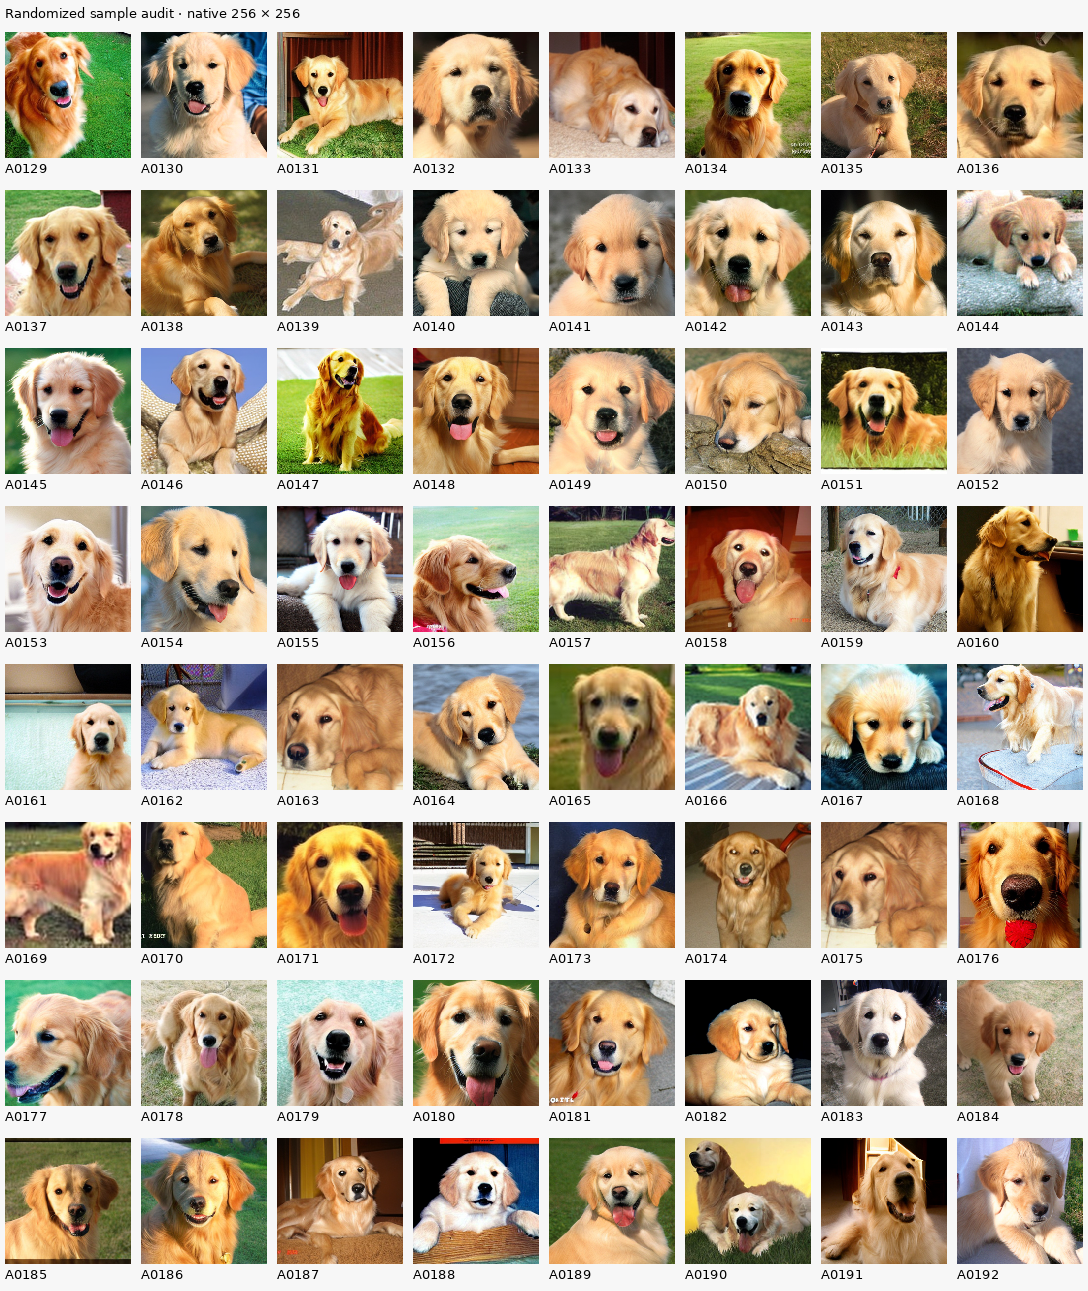 Randomized sample audit · native 256 × 256
A0129 A0130 A0131 A0132 A0133 A0134 A0135 A0136
A0137 A0138 A0139 A0140 A0141 A0142 A0143 A0144
A0145 A0146 A0147 A0148 A0149 A0150 A0151 A0152
A0153 A0154 A0155 A0156 A0157 A0158 A0159 A0160
A0161 A0162 A0163 A0164 A0165 A0166 A0167 A0168
A0169 A0170 A0171 A0172 A0173 A0174 A0175 A0176
A0177 A0178 A0179 A0180 A0181 A0182 A0183 A0184
A0185 A0186 A0187 A0188 A0189 A0190 A0191 A0192